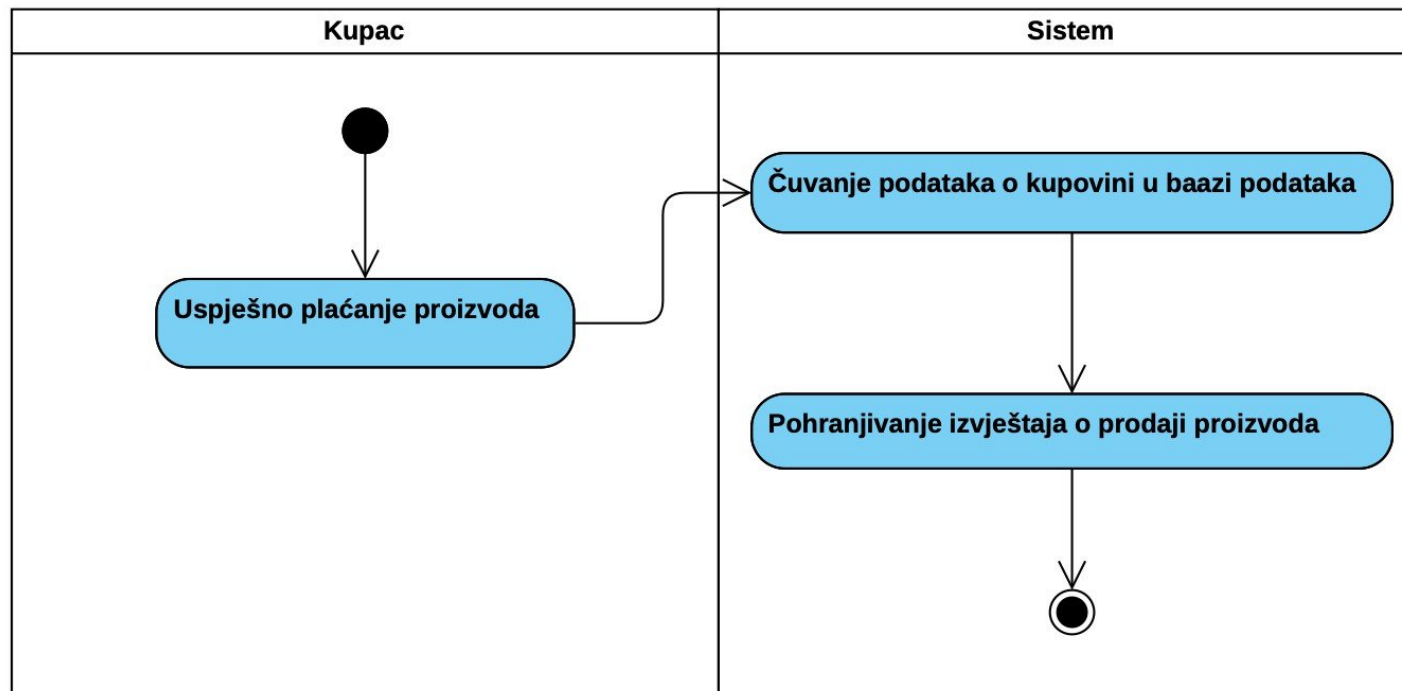 Kupac
Sistem
Čuvanje podataka o kupovini u baazi podataka
Uspješno plaćanje proizvoda
Pohranjivanje izvještaja o prodaji proizvoda